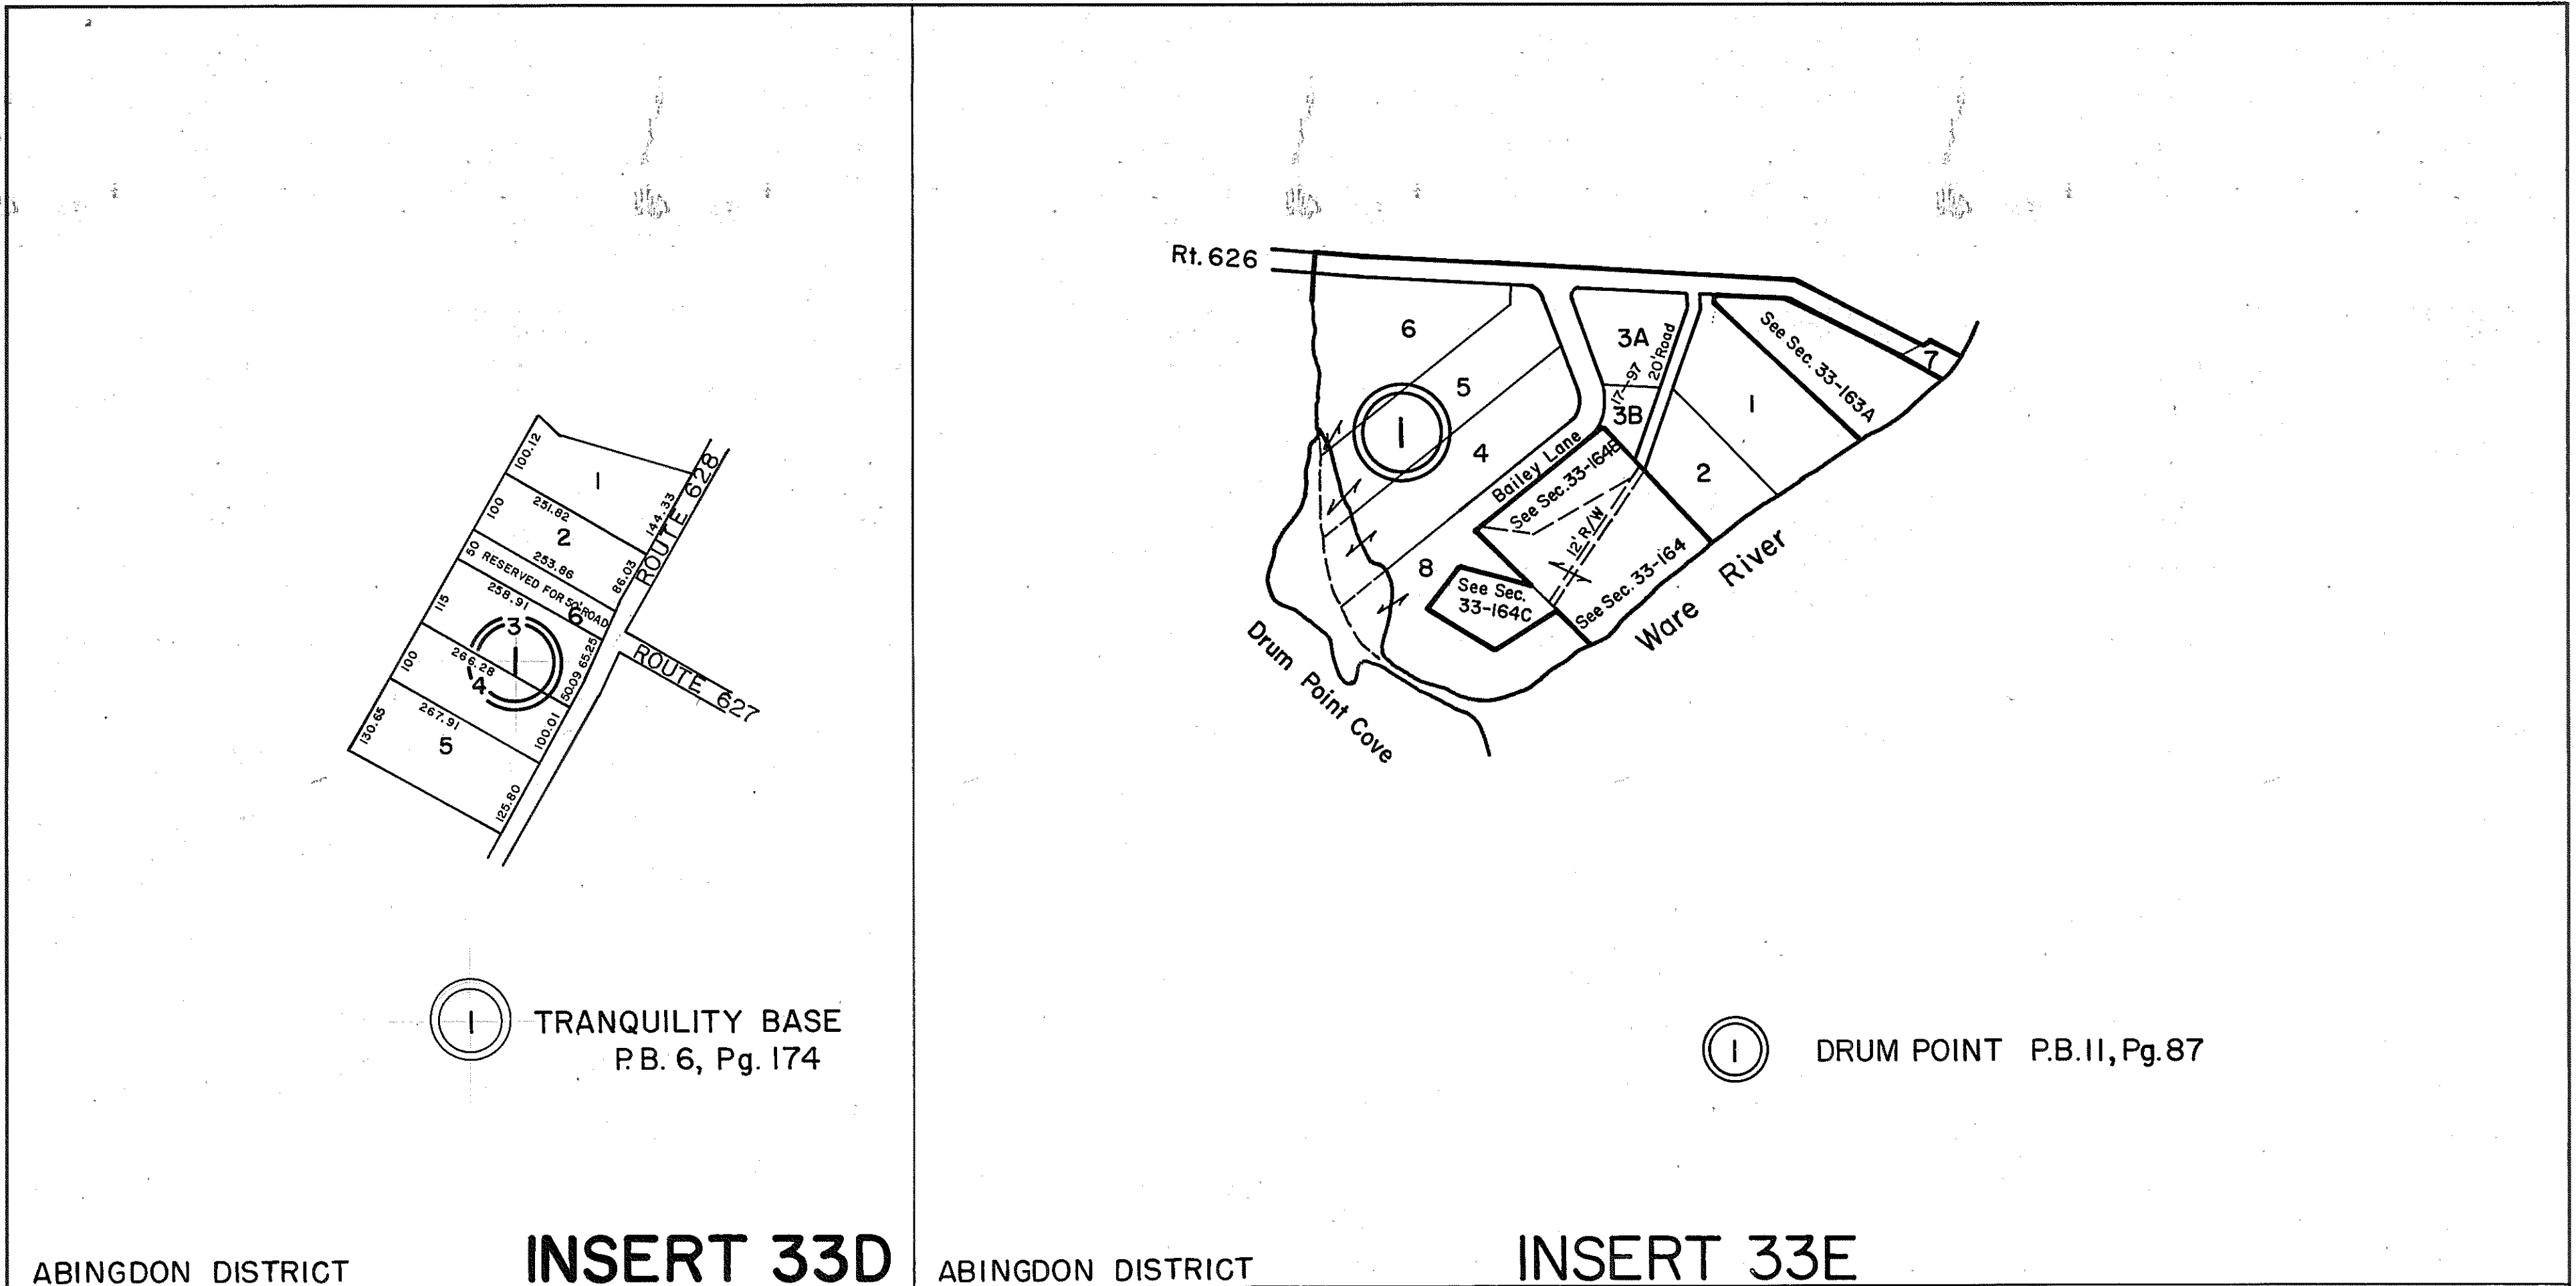 100.12
1
144.33
ROUTE 628
100
251.82
2
253.86
86.03
50
RESERVED FOR 50' ROAD
6
258.91
115
3
1
65.25
ROUTE 627
266.28
4
50.09
100
267.91
5
100.01
130.65
125.80
1
TRANQUILITY BASE
P.B. 6, Pg. 174
ABINGDON DISTRICT
INSERT 33D
Rt. 626
6
3A
20' Road
See Sec. 33-163A
7
5
17-97
3B
1
1
4
Bailey Lane
See Sec. 33-164B
2
12' R/W
8
See Sec.
33-164C
See Sec. 33-164
Ware River
Drum Point Cove
1
DRUM POINT P.B.11, Pg.87
ABINGDON DISTRICT
INSERT 33E